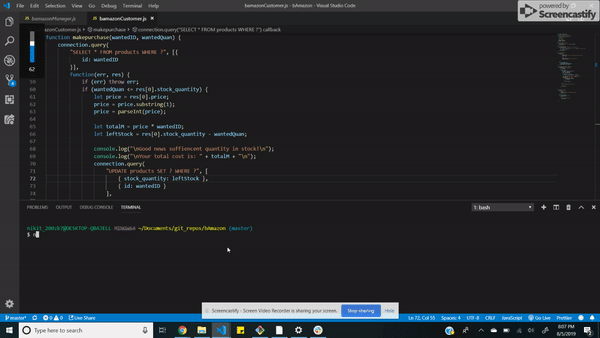 File Edit Selection View Go Debug Terminal Help
bamazonCustomer.js - bAmazon - Visual Studio Code
powered by
Screencastify
bamazonManager.js
bamazonCustomer.js
bamazonCustomer.js > makepurchase > connection.query("SELECT * FROM products WHERE ?") callback
62
function makepurchase(wantedID, wantedQuan) {
connection.query(
"SELECT * FROM products WHERE ?", [{
id: wantedID
}],
function(err, res) {
59 if (err) throw err;
60 if (wantedQuan <= res[0].stock_quantity) {
61 let price = res[0].price;
62 price = price.substring(1);
63 price = parseInt(price);
64
65 let totalM = price * wantedID;
66 let leftStock = res[0].stock_quantity - wantedQuan;
67
68 console.log("\nGood news suffiencent quantity in stock!\n");
69 console.log("\nYour total cost is: " + totalM + "\n");
70 connection.query(
71 "UPDATE products SET ? WHERE ?", [
72 { stock_quantity: leftStock },
73 { id: wantedID }
74 ],
PROBLEMS OUTPUT DEBUG CONSOLE TERMINAL
1: bash
MINGW64 ~/Documents/git_repos/bAmazon (master)
$
Screencastify - Screen Video Recorder is sharing your screen.
Stop sharing
Hide
master*
0
0
Live Share
Ln 72, Col 55
Spaces: 4
UTF-8
CRLF
JavaScript
Go Live
Prettier
Type here to search
8:07 PM
8/5/2019